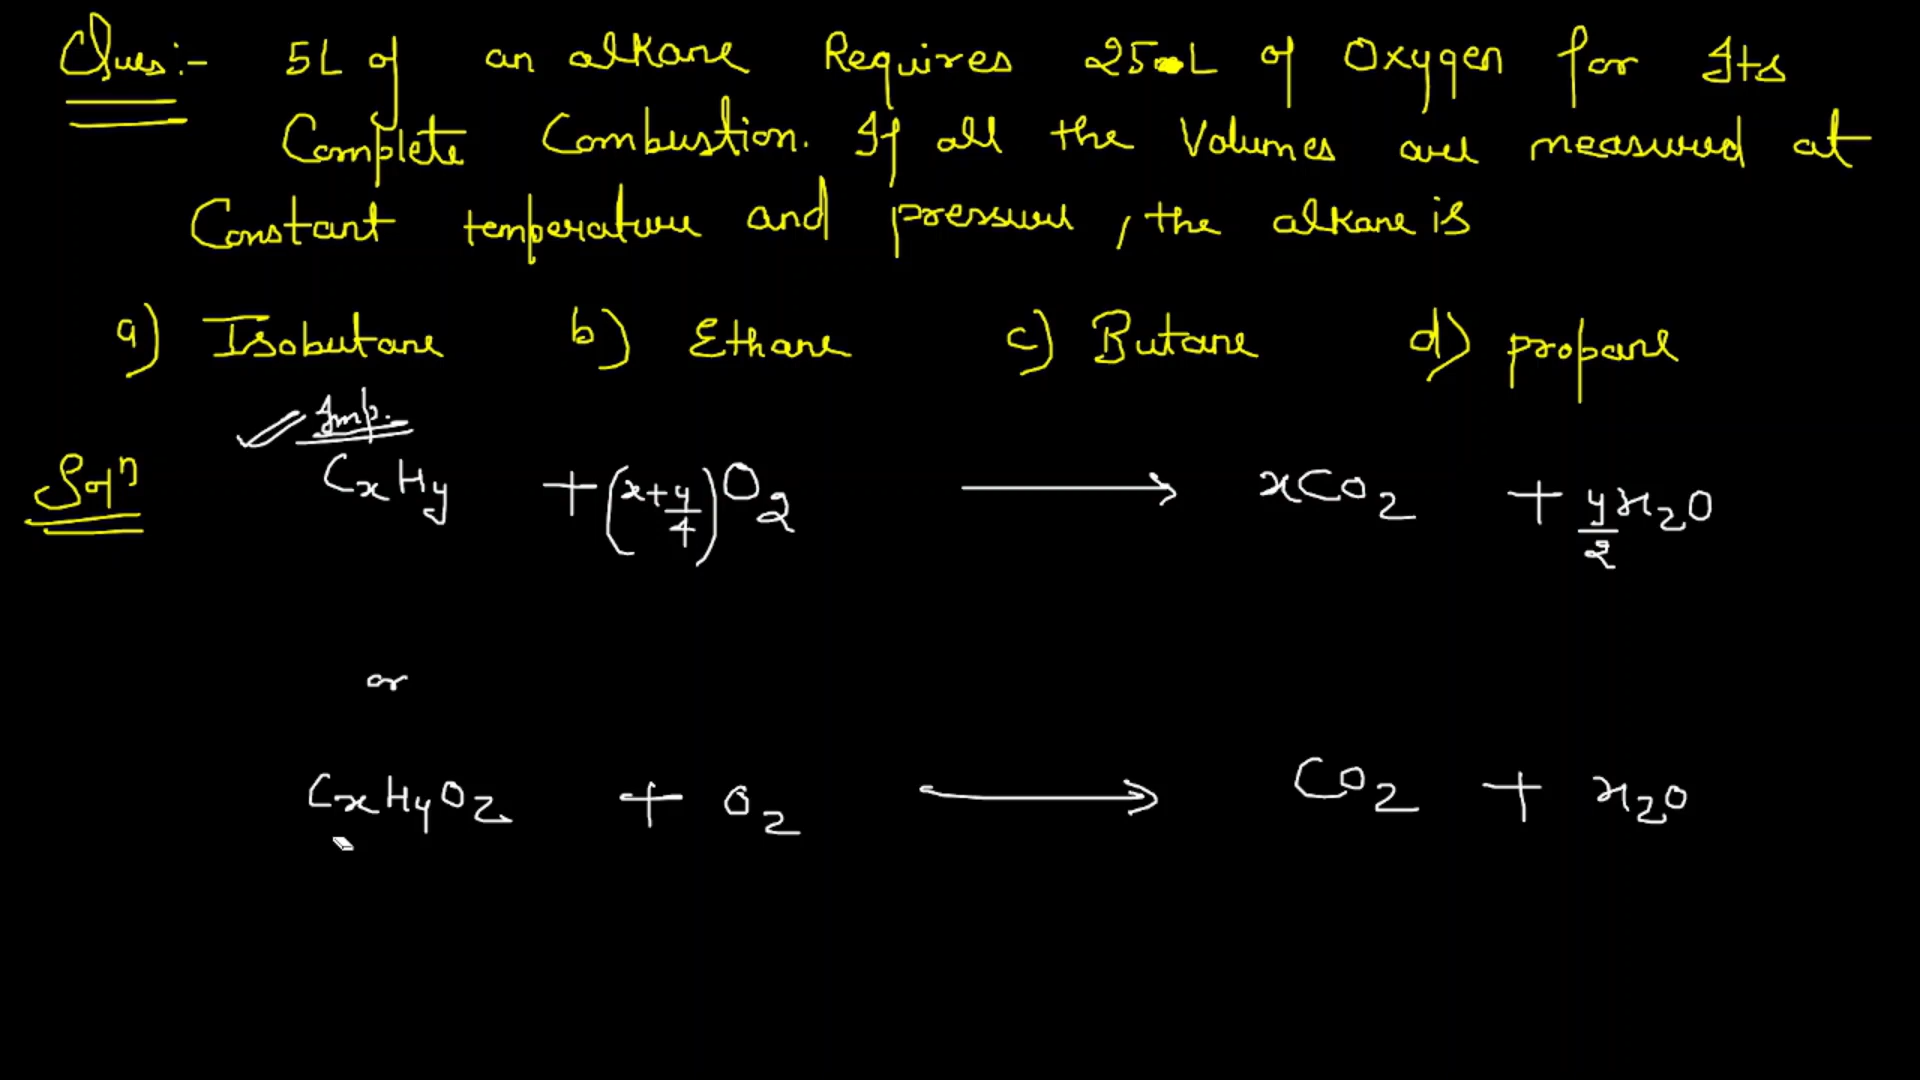 Ques:- 5L of an alkane Requires 25L of Oxygen for Its
Complete Combustion. If all the Volumes are measured at
Constant temperature and pressure, the alkane is
a) Isobutane b) Ethane c) Butane d) propane
Imp.
Solⁿ CxHy + (x+y/4)O2 → xCO2 + y/2 H2O
or
CxHyOz + O2 → CO2 + H2O